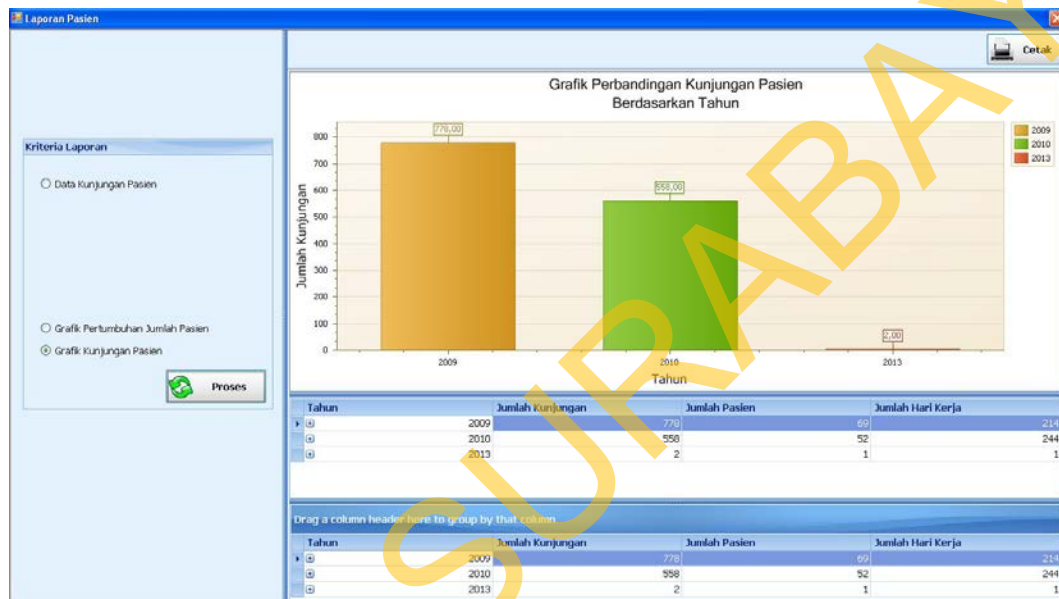 Laporan Pasien
Cetak
Kriteria Laporan
Data Kunjungan Pasien
Grafik Pertumbuhan Jumlah Pasien
Grafik Kunjungan Pasien
Proses
Grafik Perbandingan Kunjungan Pasien
Berdasarkan Tahun
Jumlah Kunjungan
800
700
600
500
400
300
200
100
0
778,00
558,00
2,00
2009
2010
2013
Tahun
2009
2010
2013
Tahun Jumlah Kunjungan Jumlah Pasien Jumlah Hari Kerja
2009 778 69 214
2010 558 52 244
2013 2 1 1
Drag a column header here to group by that column
Tahun Jumlah Kunjungan Jumlah Pasien Jumlah Hari Kerja
2009 778 69 214
2010 558 52 244
2013 2 1 1
SURABAY